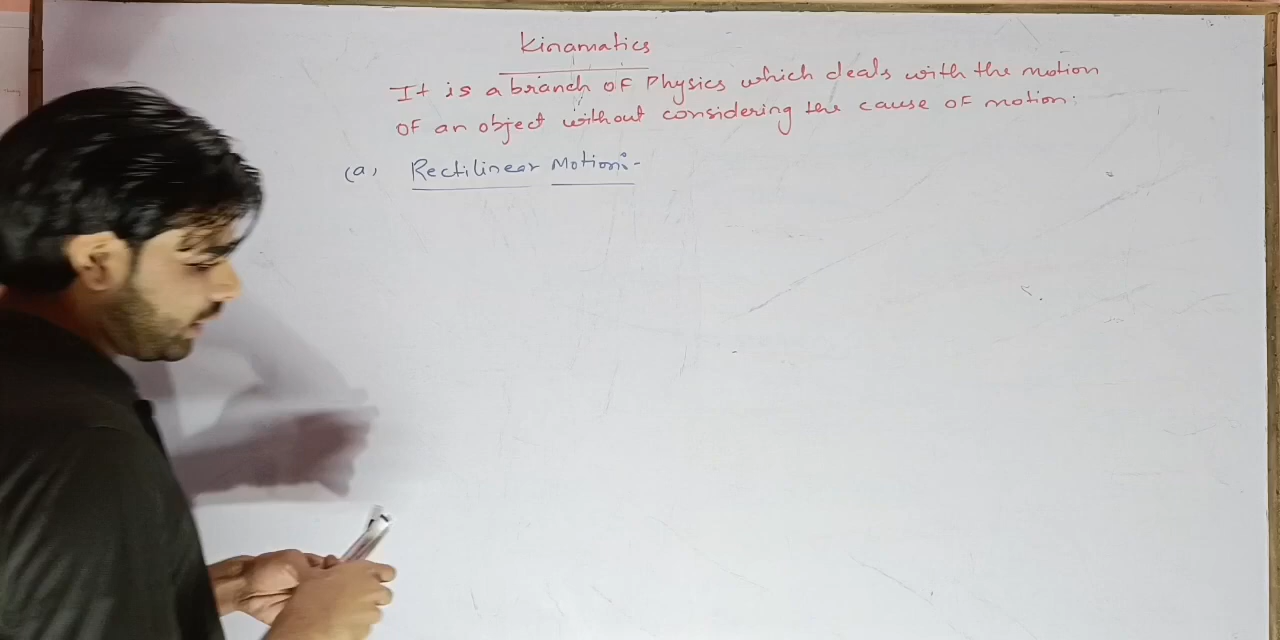 Kinamatics
It is a branch OF Physics which deals with the motion
OF an object without considering the cause OF motion:
(a) Rectilinear Motion:-